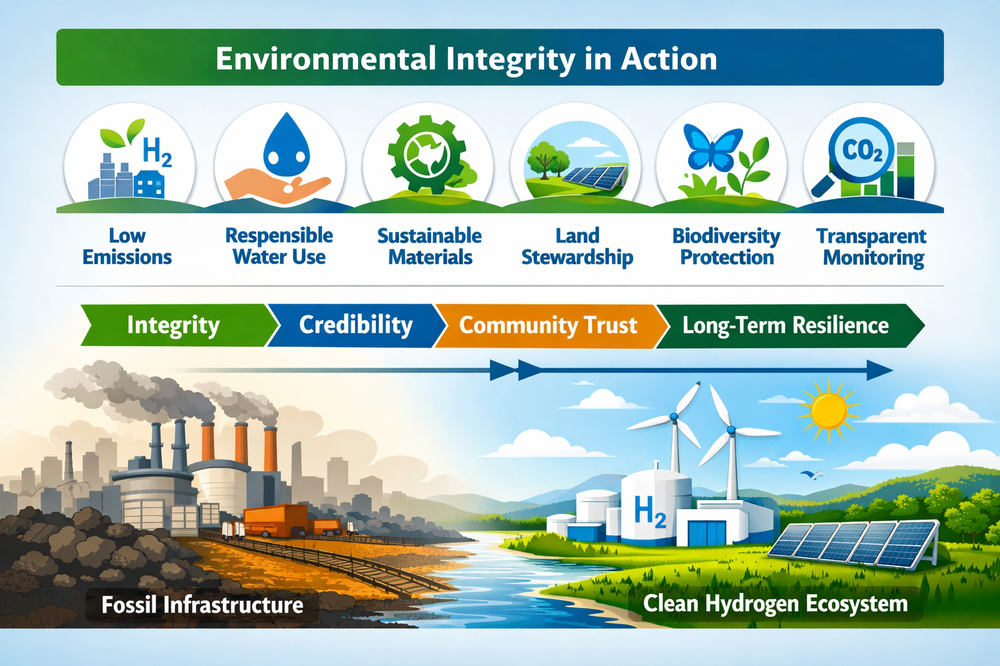 Environmental Integrity in Action
H2
CO2
Low
Emissions
Respensible
Water Use
Sustainable
Materials
Land
Stewardship
Biodiversity
Protection
Transparent
Monitoring
Integrity
Credibility
Community Trust
Long-Term Resilience
H2
Fossil Infrastructure
Clean Hydrogen Ecosystem